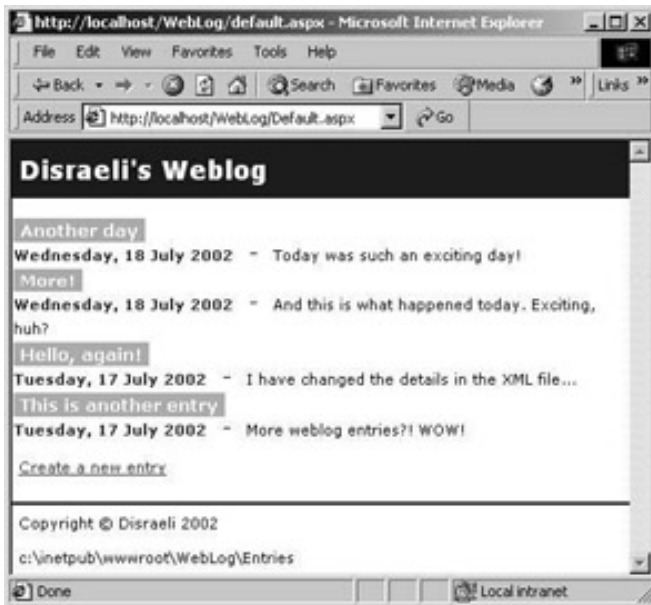 http://localhost/WebLog/default.aspx - Microsoft Internet Explorer
File Edit View Favorites Tools Help
Back Search Favorites Media » Links »
Address http://localhost/WebLog/Default.aspx Go
Disraeli's Weblog
Another day
Wednesday, 18 July 2002 - Today was such an exciting day!
More!
Wednesday, 18 July 2002 - And this is what happened today. Exciting,
huh?
Hello, again!
Tuesday, 17 July 2002 - I have changed the details in the XML file...
This is another entry
Tuesday, 17 July 2002 - More weblog entries?! WOW!
Create a new entry
Copyright © Disraeli 2002
c:\inetpub\wwwroot\WebLog\Entries
Done Local intranet